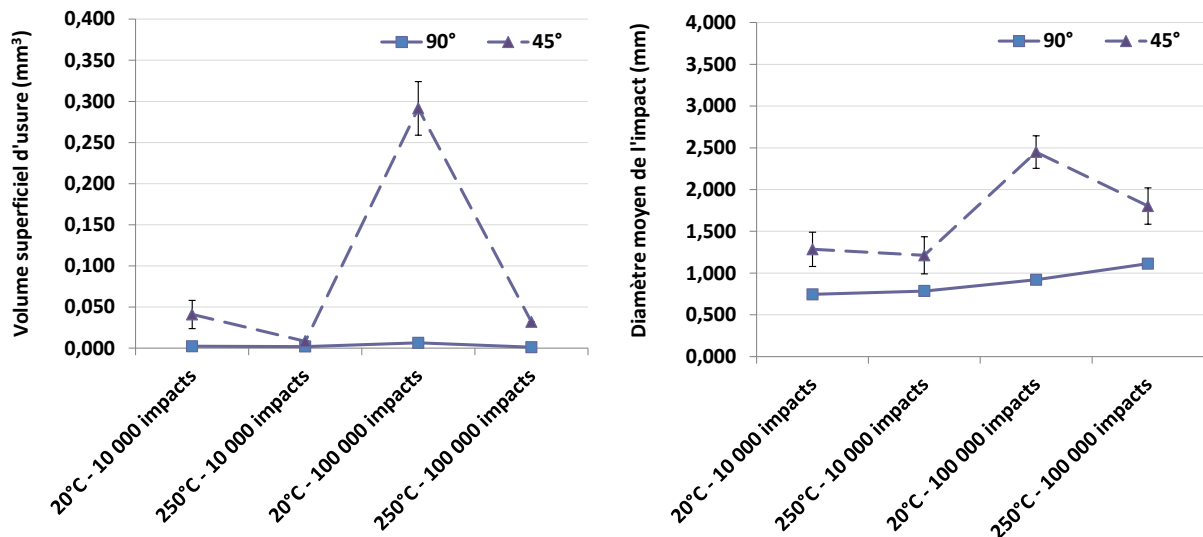 Volume superficiel d'usure (mm³)
0,400
0,350
0,300
0,250
0,200
0,150
0,100
0,050
0,000
90°
45°
20°C - 10 000 impacts
250°C - 10 000 impacts
20°C - 100 000 impacts
250°C - 100 000 impacts
Diamètre moyen de l'impact (mm)
4,000
3,500
3,000
2,500
2,000
1,500
1,000
0,500
0,000
90°
45°
20°C - 10 000 impacts
250°C - 10 000 impacts
20°C - 100 000 impacts
250°C - 100 000 impacts